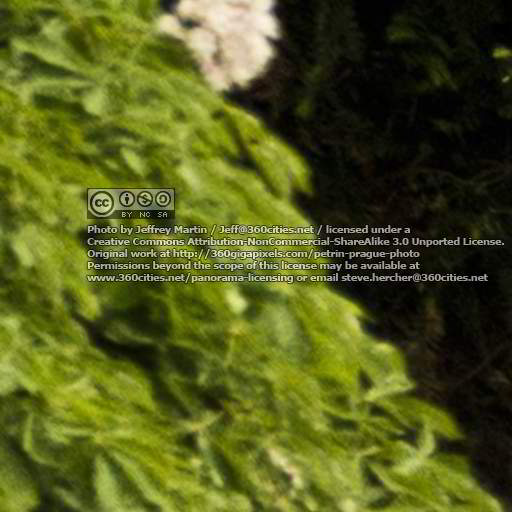 cc BY NC SA
Photo by Jeffrey Martin / Jeff@360cities.net / licensed under a
Creative Commons Attribution-NonCommercial-ShareAlike 3.0 Unported License.
Original work at http://360gigapixels.com/petrin-prague-photo
Permissions beyond the scope of this license may be available at
www.360cities.net/panorama-licensing or email steve.hercher@360cities.net